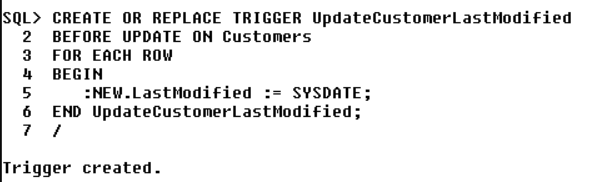 SQL> CREATE OR REPLACE TRIGGER UpdateCustomerLastModified
  2  BEFORE UPDATE ON Customers
  3  FOR EACH ROW
  4  BEGIN
  5     :NEW.LastModified := SYSDATE;
  6  END UpdateCustomerLastModified;
  7  /
Trigger created.